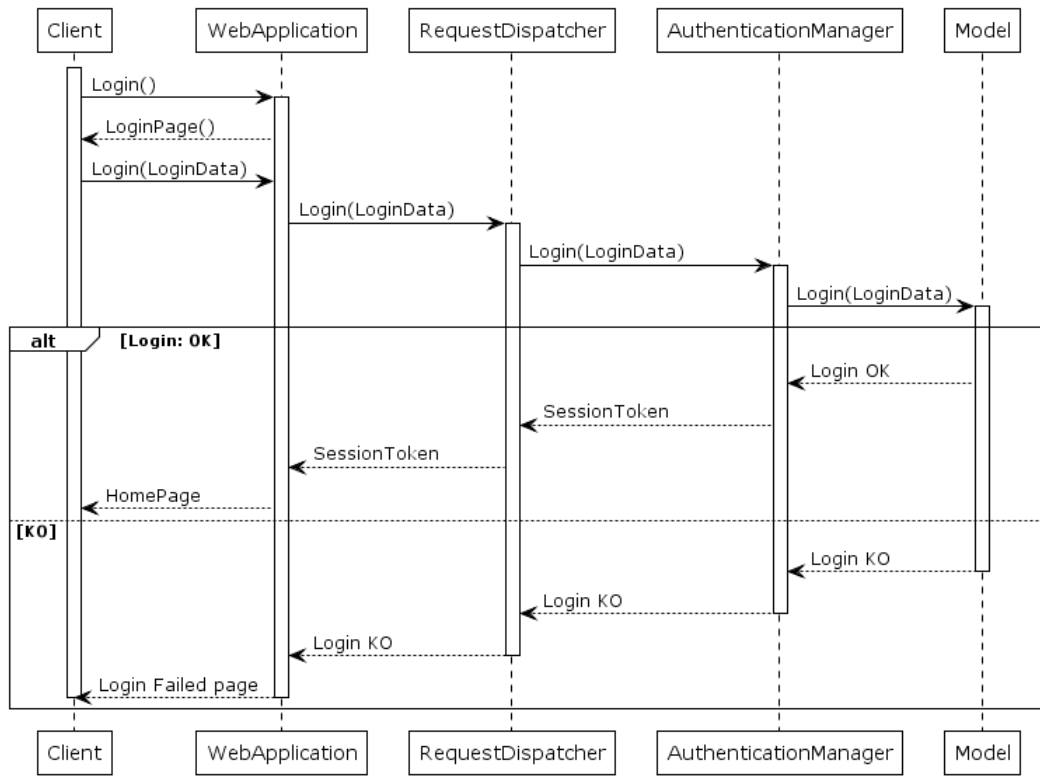 Client WebApplication RequestDispatcher AuthenticationManager Model
Login()
LoginPage()
Login(LoginData)
Login(LoginData)
Login(LoginData)
Login(LoginData)
alt [Login: OK]
Login OK
SessionToken
SessionToken
HomePage
[KO]
Login KO
Login KO
Login KO
Login Failed page
Client WebApplication RequestDispatcher AuthenticationManager Model